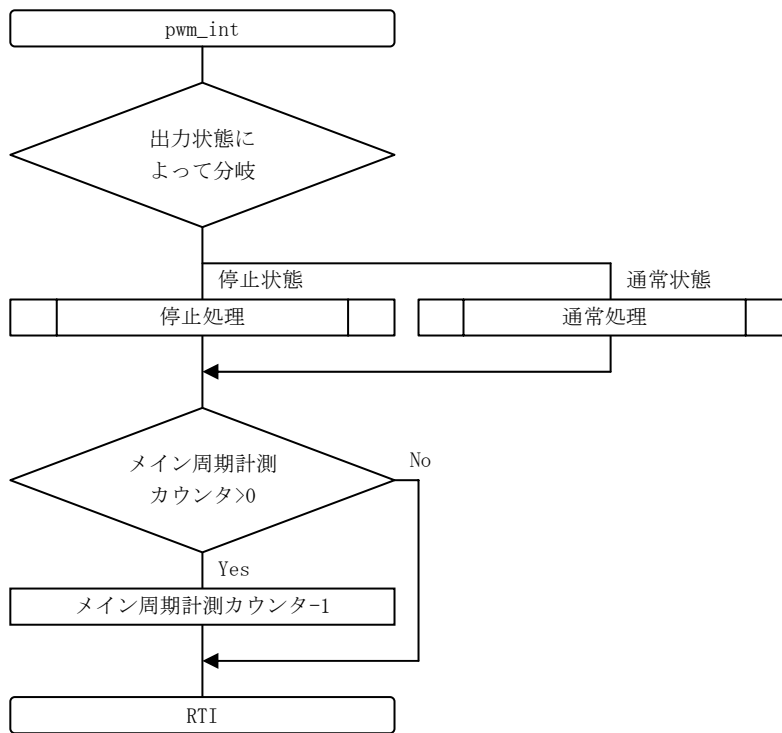 pwm_int
出力状態に
よって分岐
停止状態
通常状態
停止処理
通常処理
メイン周期計測
カウンタ>0
No
Yes
メイン周期計測カウンタ-1
RTI